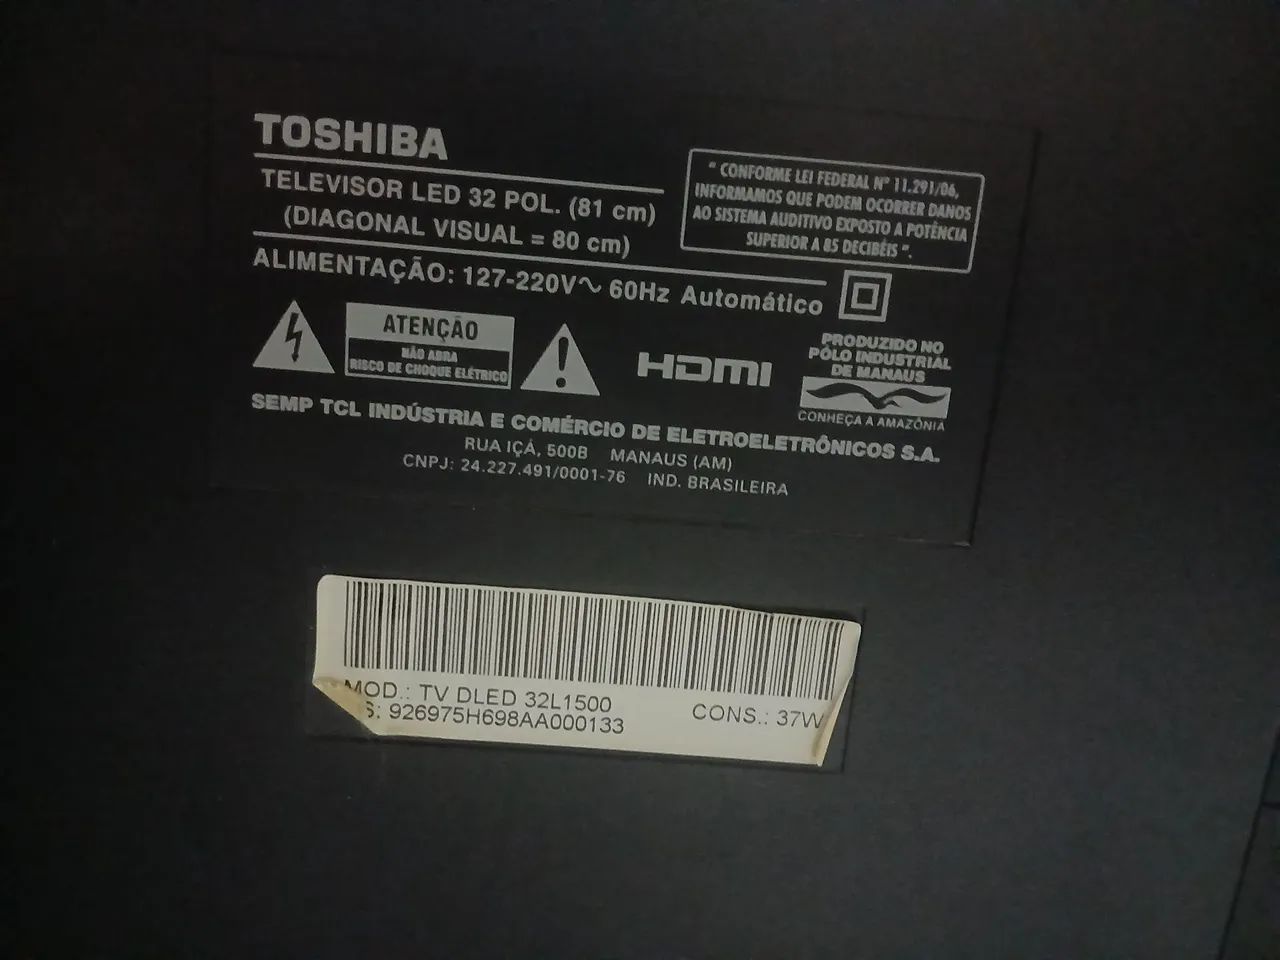 TOSHIBA
TELEVISOR LED 32 POL. (81 cm)
(DIAGONAL VISUAL = 80 cm)
" CONFORME LEI FEDERAL Nº 11.291/06,
INFORMAMOS QUE PODEM OCORRER DANOS
AO SISTEMA AUDITIVO EXPOSTO A POTÊNCIA
SUPERIOR A 85 DECIBÉIS ".
ALIMENTAÇÃO: 127-220V~ 60Hz Automático
ATENÇÃO
NÃO ABRA
RISCO DE CHOQUE ELÉTRICO
HDMI
PRODUZIDO NO
PÓLO INDUSTRIAL
DE MANAUS
CONHEÇA A AMAZÔNIA
SEMP TCL INDÚSTRIA E COMÉRCIO DE ELETROELETRÔNICOS S.A.
RUA IÇÁ, 500B MANAUS (AM)
CNPJ: 24.227.491/0001-76 IND. BRASILEIRA
MOD.: TV DLED 32L1500
S: 926975H698AA000133
CONS.: 37W